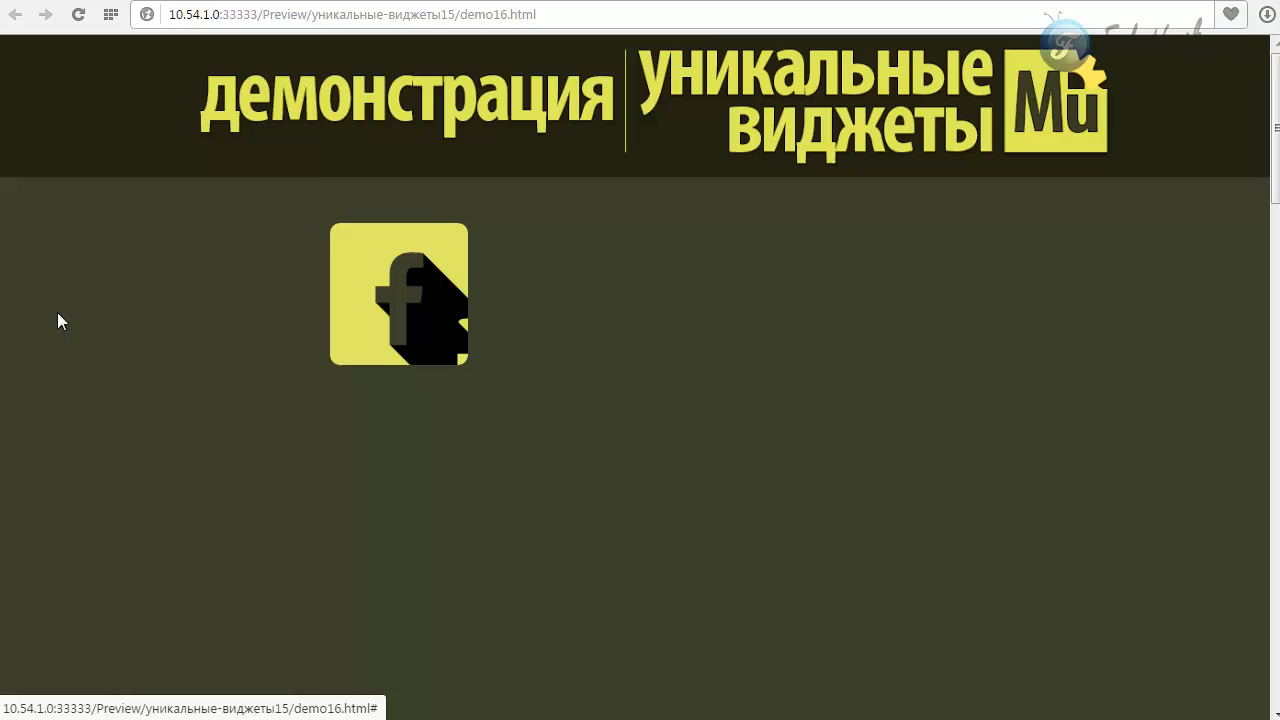 10.54.1.0:33333/Preview/уникальные-виджеты15/demo16.html
демонстрация
уникальные
виджеты
Mu
f
10.54.1.0:33333/Preview/уникальные-виджеты15/demo16.html#